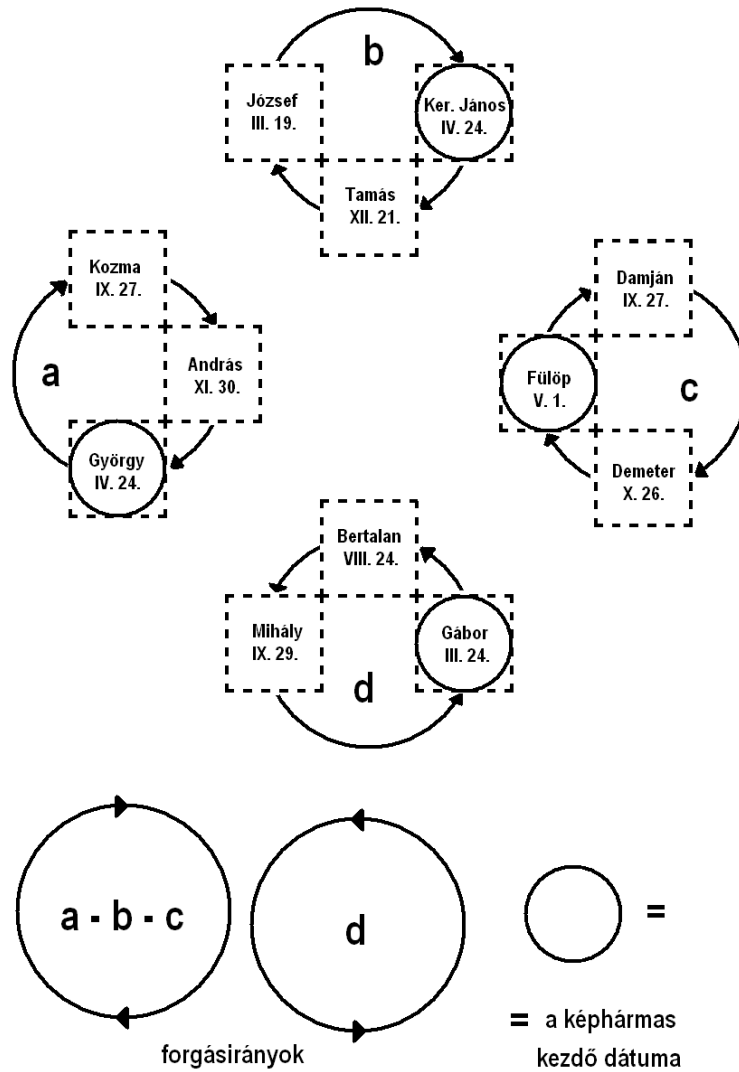 b
József
III. 19.
Ker. János
IV. 24.
Tamás
XII. 21.
Kozma
IX. 27.
a
András
XI. 30.
György
IV. 24.
Damján
IX. 27.
Fülöp
V. 1.
c
Demeter
X. 26.
Bertalan
VIII. 24.
Mihály
IX. 29.
Gábor
III. 24.
d
a - b - c
d
=
forgásirányok
= a képhármas
kezdő dátuma